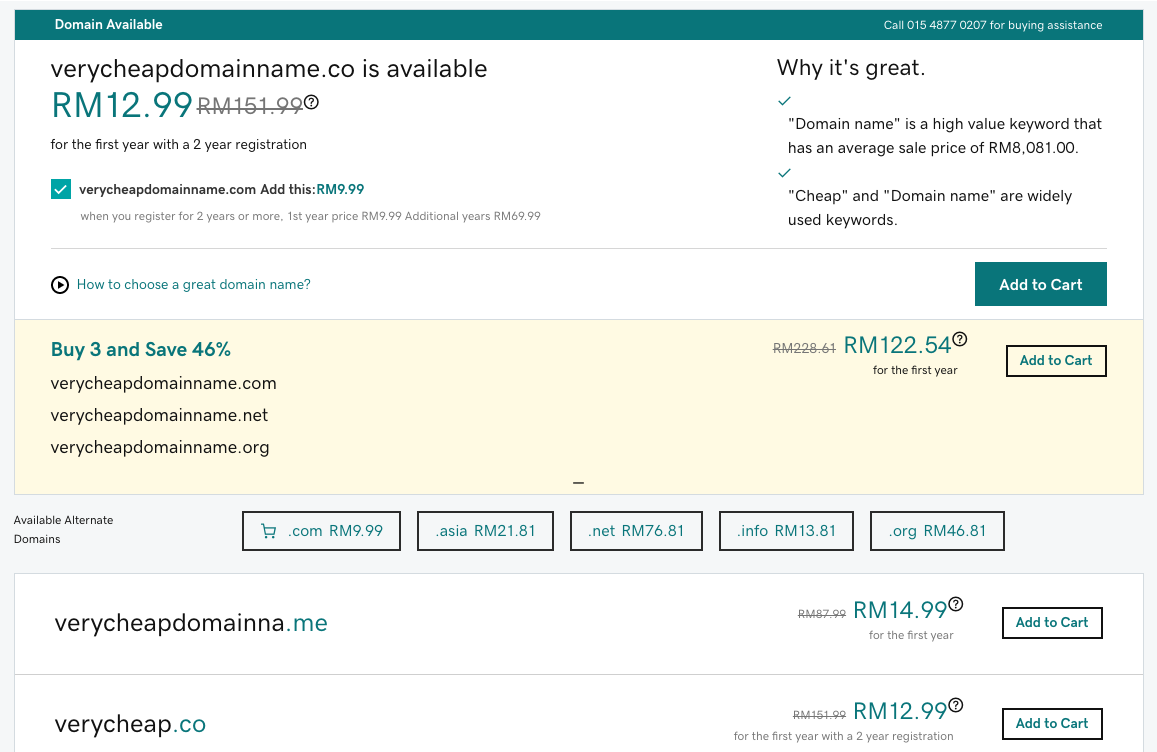 Domain Available
Call 015 4877 0207 for buying assistance
verycheapdomainname.co is available
RM12.99 RM151.99
for the first year with a 2 year registration
verycheapdomainname.com Add this:RM9.99
when you register for 2 years or more, 1st year price RM9.99 Additional years RM69.99
Why it's great.
"Domain name" is a high value keyword that
has an average sale price of RM8,081.00.
"Cheap" and "Domain name" are widely
used keywords.
How to choose a great domain name?
Add to Cart
Buy 3 and Save 46%
verycheapdomainname.com
verycheapdomainname.net
verycheapdomainname.org
RM228.61 RM122.54
for the first year
Add to Cart
Available Alternate
Domains
.com RM9.99
.asia RM21.81
.net RM76.81
.info RM13.81
.org RM46.81
verycheapdomainna.me
RM87.99 RM14.99
for the first year
Add to Cart
verycheap.co
RM151.99 RM12.99
for the first year with a 2 year registration
Add to Cart